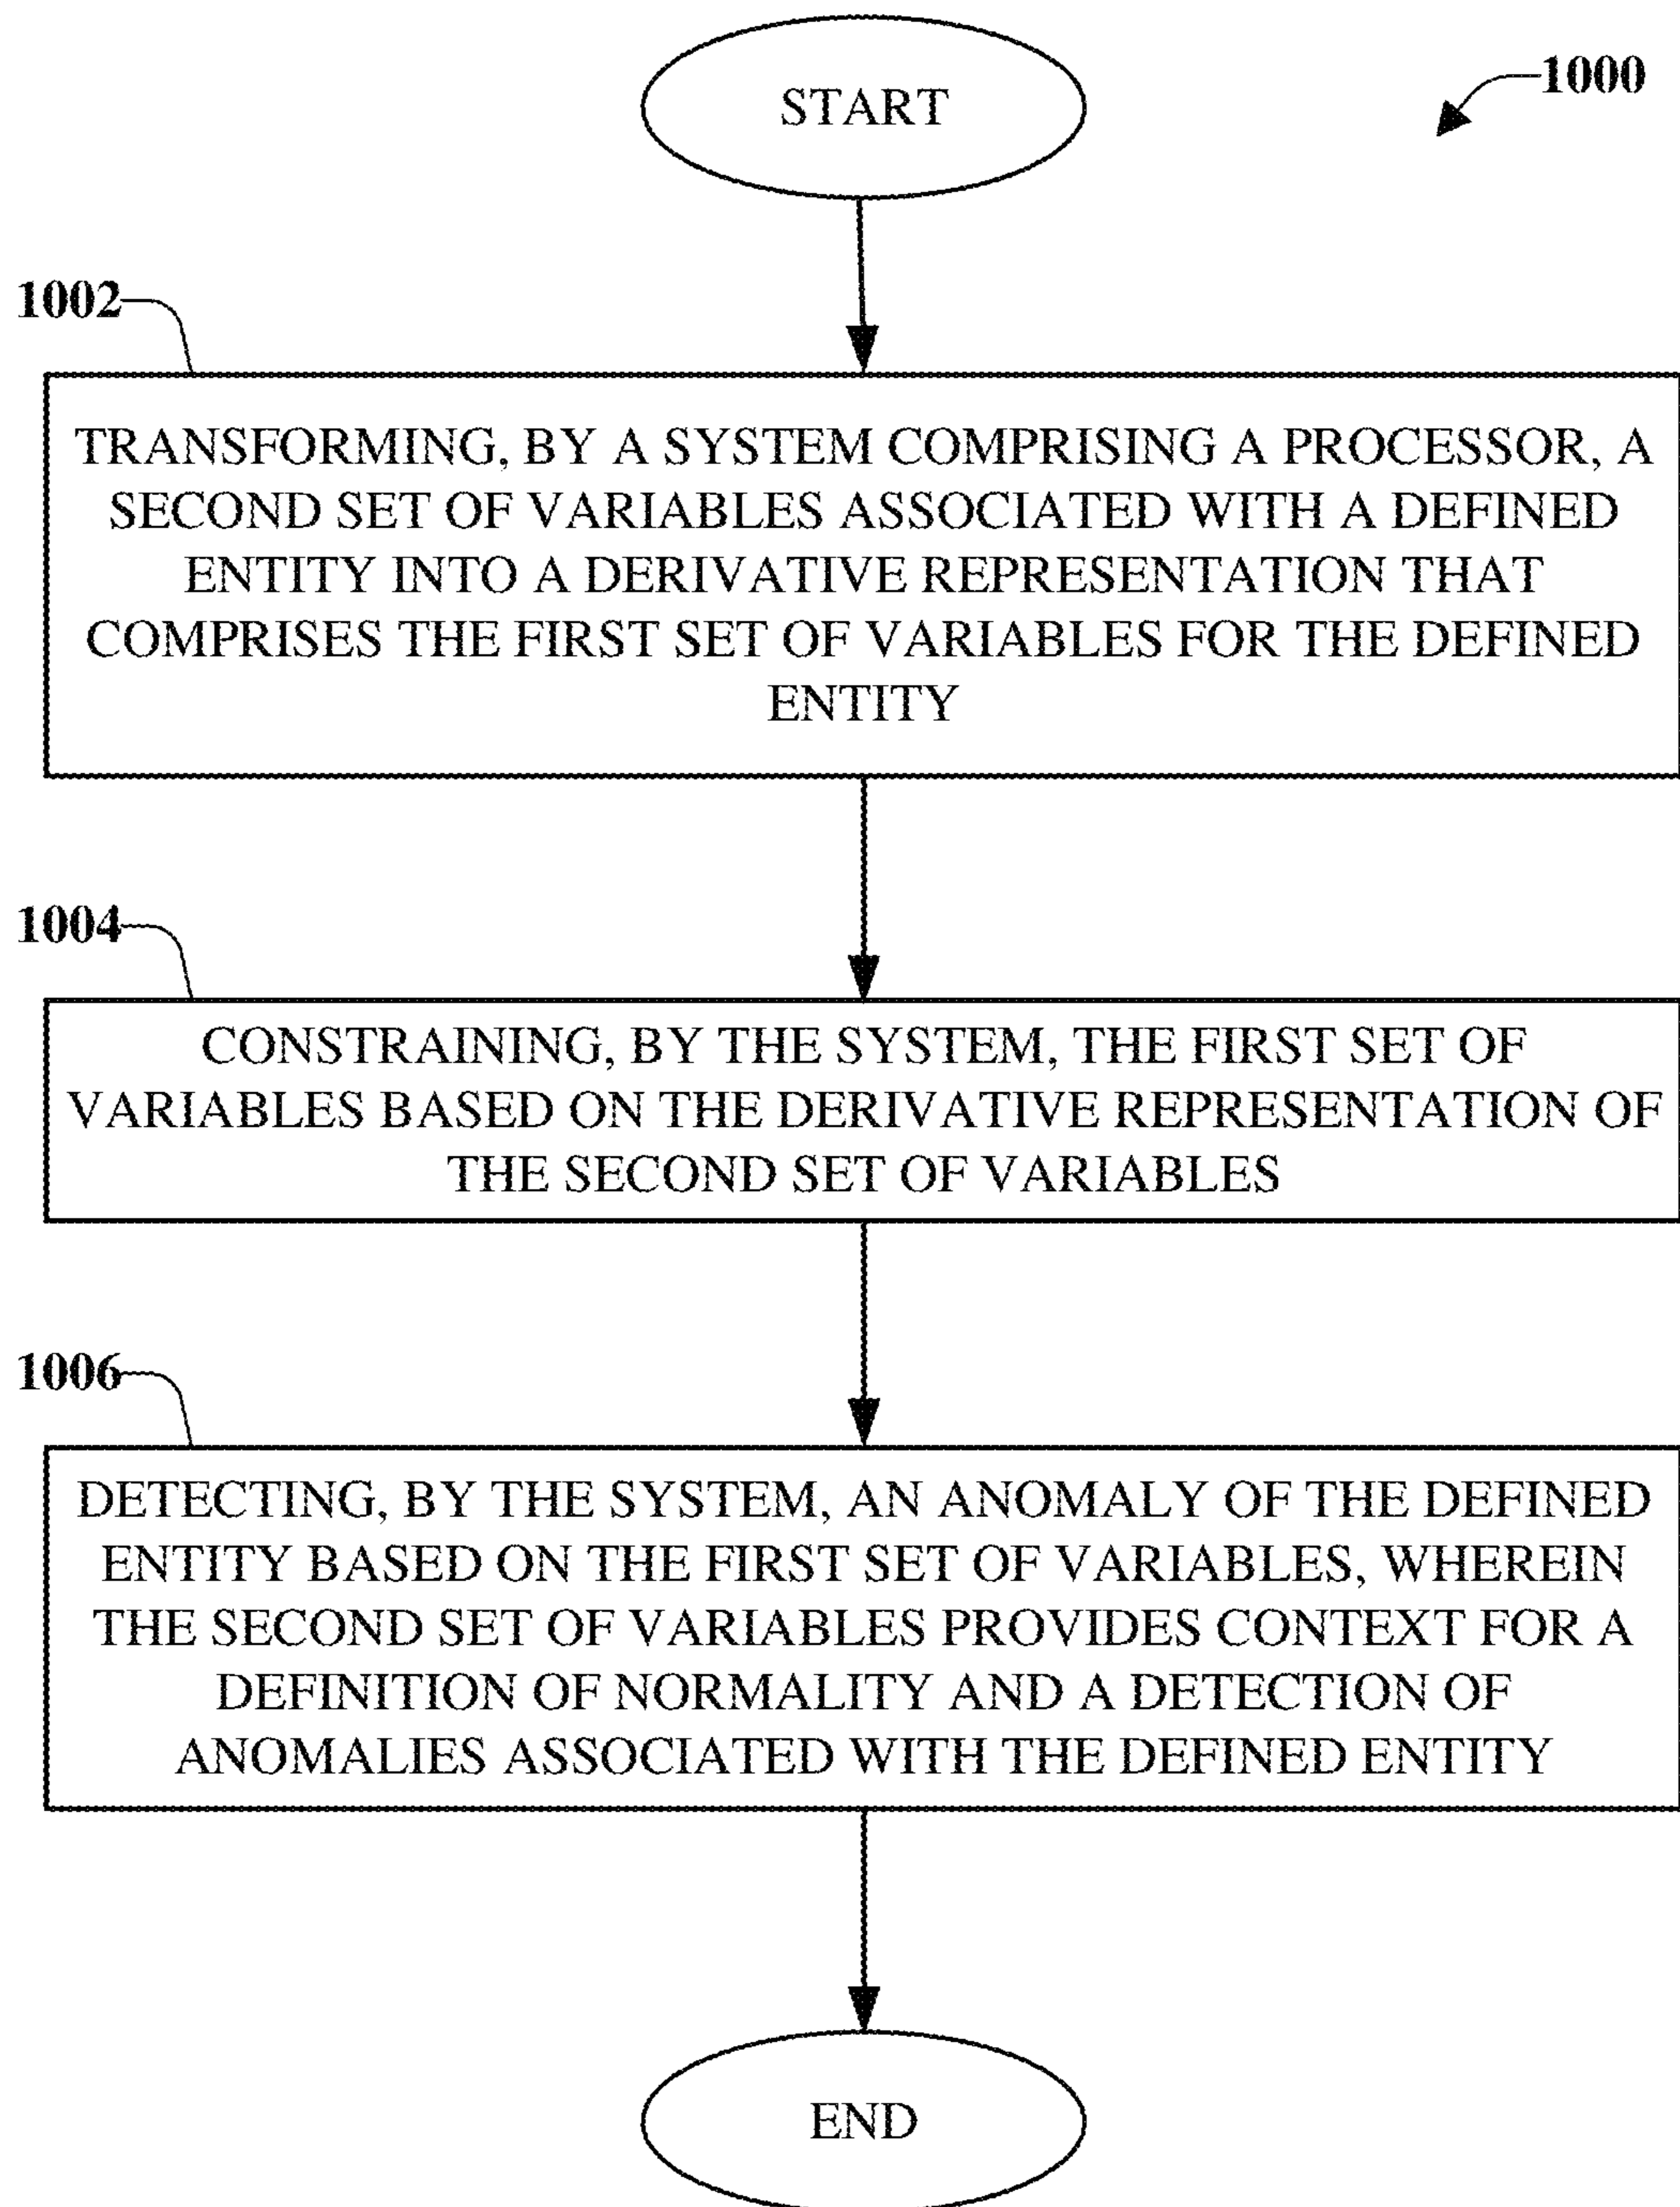 START
1000
1002
TRANSFORMING, BY A SYSTEM COMPRISING A PROCESSOR, A
SECOND SET OF VARIABLES ASSOCIATED WITH A DEFINED
ENTITY INTO A DERIVATIVE REPRESENTATION THAT
COMPRISES THE FIRST SET OF VARIABLES FOR THE DEFINED
ENTITY
1004
CONSTRAINING, BY THE SYSTEM, THE FIRST SET OF
VARIABLES BASED ON THE DERIVATIVE REPRESENTATION OF
THE SECOND SET OF VARIABLES
1006
DETECTING, BY THE SYSTEM, AN ANOMALY OF THE DEFINED
ENTITY BASED ON THE FIRST SET OF VARIABLES, WHEREIN
THE SECOND SET OF VARIABLES PROVIDES CONTEXT FOR A
DEFINITION OF NORMALITY AND A DETECTION OF
ANOMALIES ASSOCIATED WITH THE DEFINED ENTITY
END